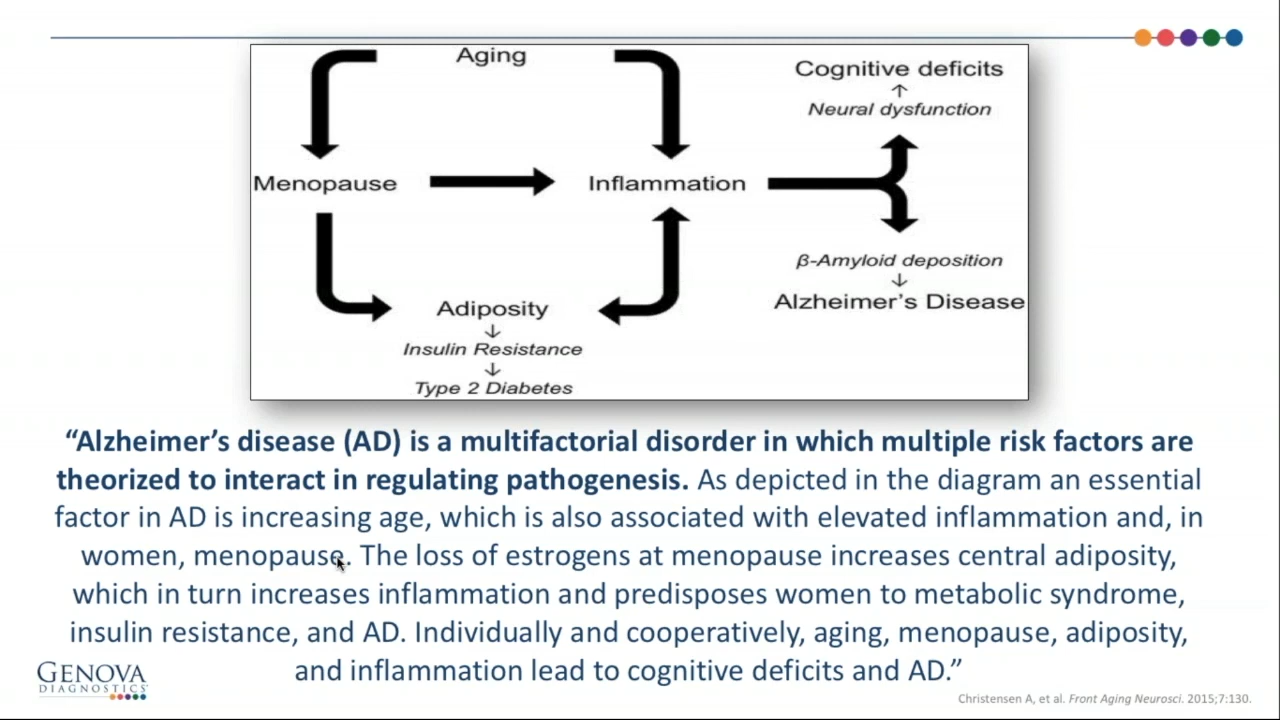 Aging
Cognitive deficits
↑
Neural dysfunction
Menopause
Inflammation
β-Amyloid deposition
↓
Alzheimer's Disease
Adiposity
↓
Insulin Resistance
↓
Type 2 Diabetes
“Alzheimer’s disease (AD) is a multifactorial disorder in which multiple risk factors are
theorized to interact in regulating pathogenesis. As depicted in the diagram an essential
factor in AD is increasing age, which is also associated with elevated inflammation and, in
women, menopause. The loss of estrogens at menopause increases central adiposity,
which in turn increases inflammation and predisposes women to metabolic syndrome,
insulin resistance, and AD. Individually and cooperatively, aging, menopause, adiposity,
and inflammation lead to cognitive deficits and AD.”
GENOVA
DIAGNOSTICS
Christensen A, et al. Front Aging Neurosci. 2015;7:130.